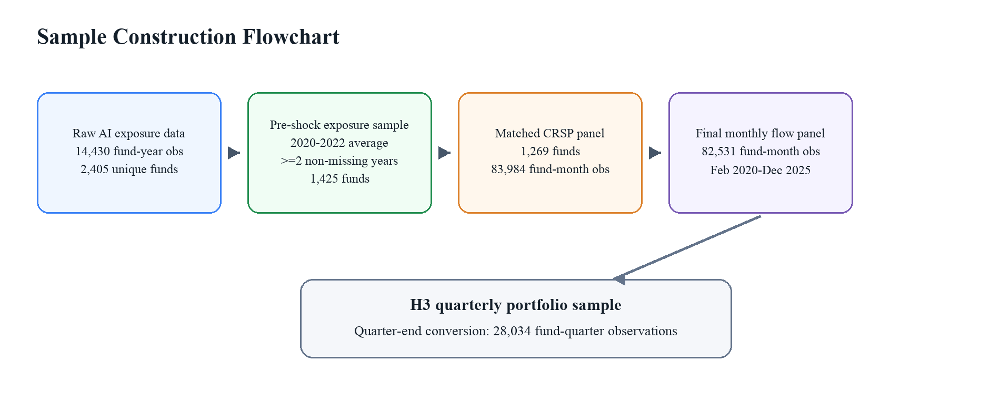 Sample Construction Flowchart
Raw AI exposure data
14,430 fund-year obs
2,405 unique funds
Pre-shock exposure sample
2020-2022 average
>=2 non-missing years
1,425 funds
Matched CRSP panel
1,269 funds
83,984 fund-month obs
Final monthly flow panel
82,531 fund-month obs
Feb 2020-Dec 2025
H3 quarterly portfolio sample
Quarter-end conversion: 28,034 fund-quarter observations